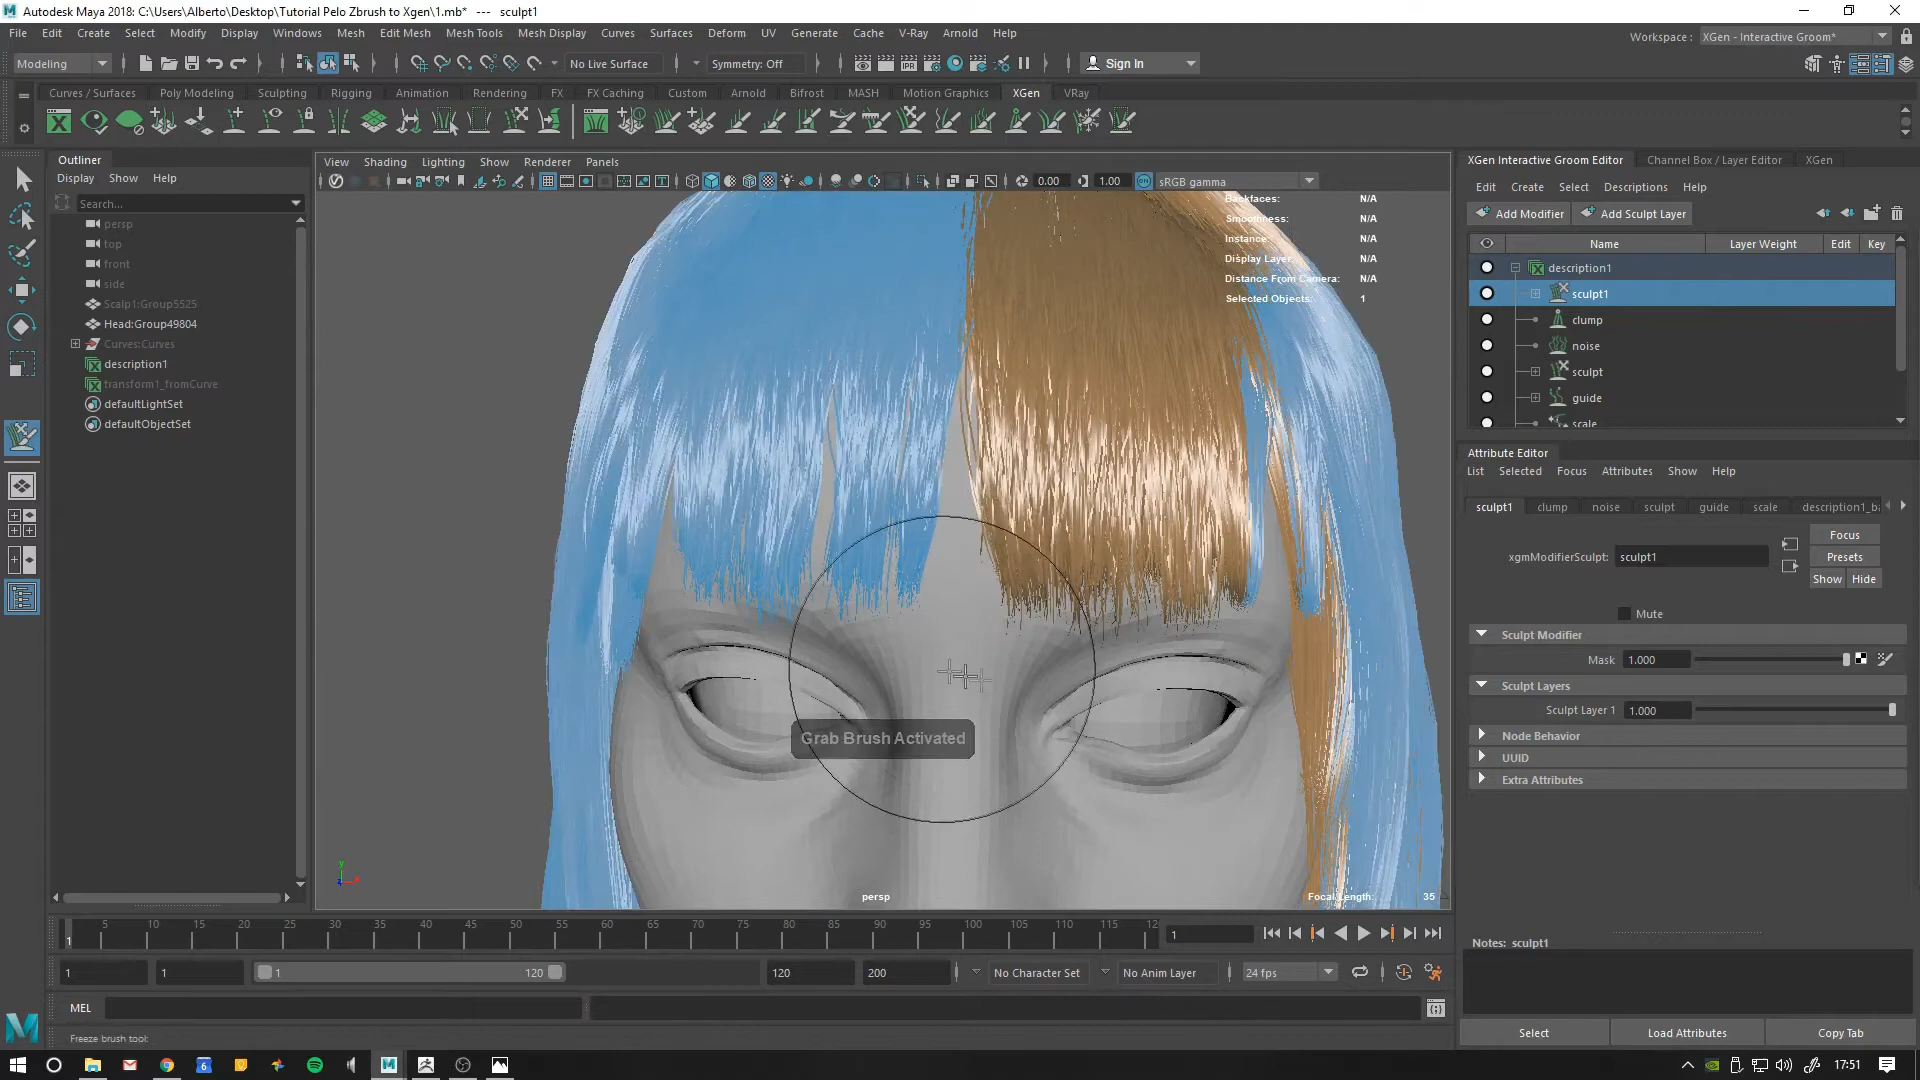 Autodesk Maya 2018: C:\Users\Alberto\Desktop\Tutorial Pelo Zbrush to Xgen\1.mb*   ---   sculpt1
File Edit Create Select Modify Display Windows Mesh Edit Mesh Mesh Tools Mesh Display Curves Surfaces Deform UV Generate Cache V-Ray Arnold Help
Workspace : XGen - Interactive Groom*
Modeling No Live Surface Symmetry: Off Sign In
Curves / Surfaces Poly Modeling Sculpting Rigging Animation Rendering FX FX Caching Custom Arnold Bifrost MASH Motion Graphics XGen VRay
Outliner
Display Show Help
Search...
persp
top
front
side
Scalp1:Group5525
Head:Group49804
Curves:Curves
description1
transform1_fromCurve
defaultLightSet
defaultObjectSet
View Shading Lighting Show Renderer Panels
0.00 1.00 ON sRGB gamma
Backfaces: N/A
Smoothness: N/A
Instance: N/A
Display Layer: N/A
Distance From Camera: N/A
Selected Objects: 1
Grab Brush Activated
persp
Focal Length: 35
XGen Interactive Groom Editor Channel Box / Layer Editor XGen
Edit Create Select Descriptions Help
Add Modifier Add Sculpt Layer
Name Layer Weight Edit Key
description1
sculpt1
clump
noise
sculpt
guide
scale
Attribute Editor
List Selected Focus Attributes Show Help
sculpt1 clump noise sculpt guide scale description1_ba
Focus
xgmModifierSculpt: sculpt1 Presets
Show Hide
Mute
Sculpt Modifier
Mask 1.000
Sculpt Layers
Sculpt Layer 1 1.000
Node Behavior
UUID
Extra Attributes
Notes: sculpt1
Select Load Attributes Copy Tab
1 5 10 15 20 25 30 35 40 45 50 55 60 65 70 75 80 85 90 95 100 105 110 115 12
1
1 1 1 120 120 200 No Character Set No Anim Layer 24 fps
MEL
Freeze brush tool:
6
17:51